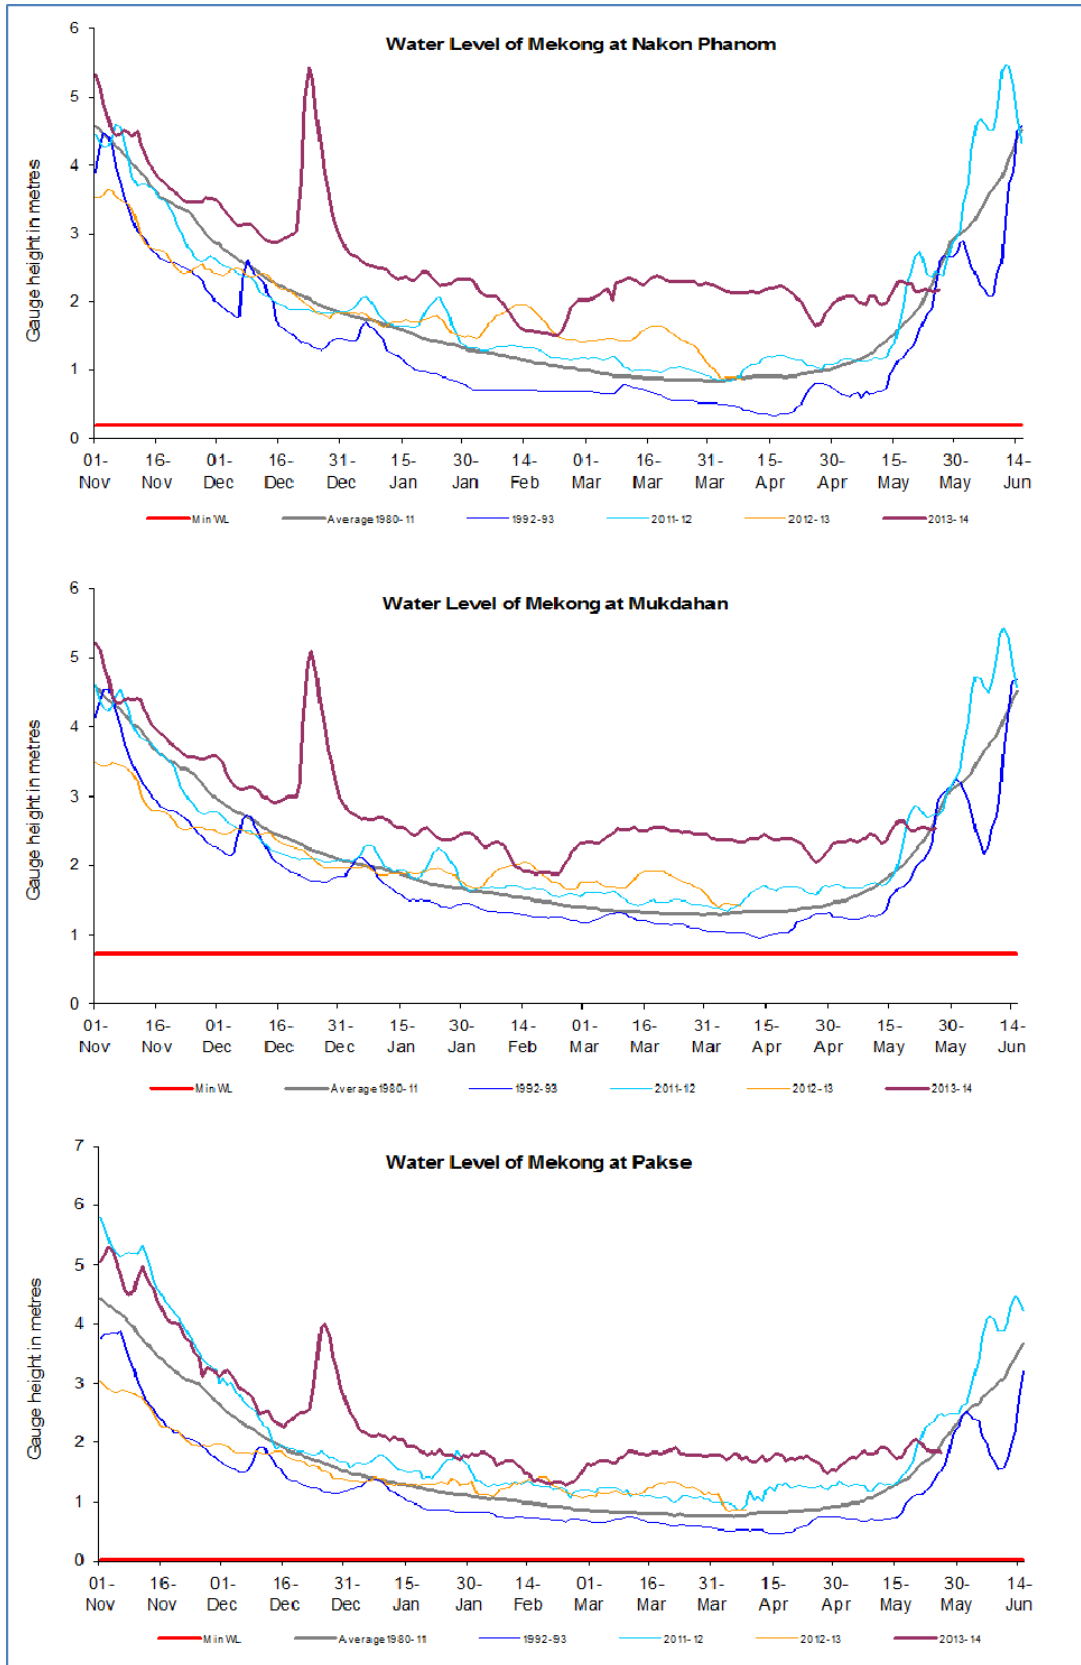 Water Level of Mekong at Nakon Phanom
Gauge height in metres
6
5
4
3
2
1
0
01- 16- 01- 16- 31- 15- 30- 14- 01- 16- 31- 15- 30- 15- 30- 14-
Nov Nov Dec Dec Dec Jan Jan Feb Mar Mar Mar Apr Apr May May Jun
Min WL Average 1980-11 1992-93 2011-12 2012-13 2013-14
Water Level of Mekong at Mukdahan
Gauge height in metres
6
5
4
3
2
1
0
01- 16- 01- 16- 31- 15- 30- 14- 01- 16- 31- 15- 30- 15- 30- 14-
Nov Nov Dec Dec Dec Jan Jan Feb Mar Mar Mar Apr Apr May May Jun
Min WL Average 1980-11 1992-93 2011-12 2012-13 2013-14
Water Level of Mekong at Pakse
Gauge height in metres
7
6
5
4
3
2
1
0
01- 16- 01- 16- 31- 15- 30- 14- 01- 16- 31- 15- 30- 15- 30- 14-
Nov Nov Dec Dec Dec Jan Jan Feb Mar Mar Mar Apr Apr May May Jun
Min WL Average 1980-11 1992-93 2011-12 2012-13 2013-14